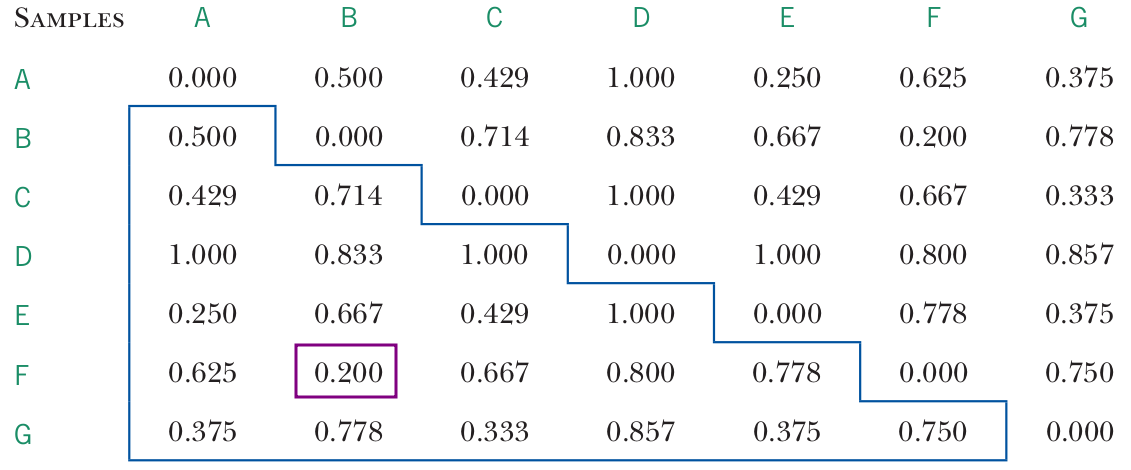 SAMPLES A B C D E F G
A 0.000 0.500 0.429 1.000 0.250 0.625 0.375
B 0.500 0.000 0.714 0.833 0.667 0.200 0.778
C 0.429 0.714 0.000 1.000 0.429 0.667 0.333
D 1.000 0.833 1.000 0.000 1.000 0.800 0.857
E 0.250 0.667 0.429 1.000 0.000 0.778 0.375
F 0.625 0.200 0.667 0.800 0.778 0.000 0.750
G 0.375 0.778 0.333 0.857 0.375 0.750 0.000